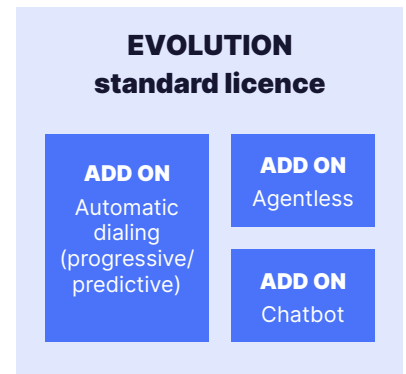 EVOLUTION
standard licence
ADD ON
Automatic
dialing
(progressive/
predictive)
ADD ON
Agentless
ADD ON
Chatbot